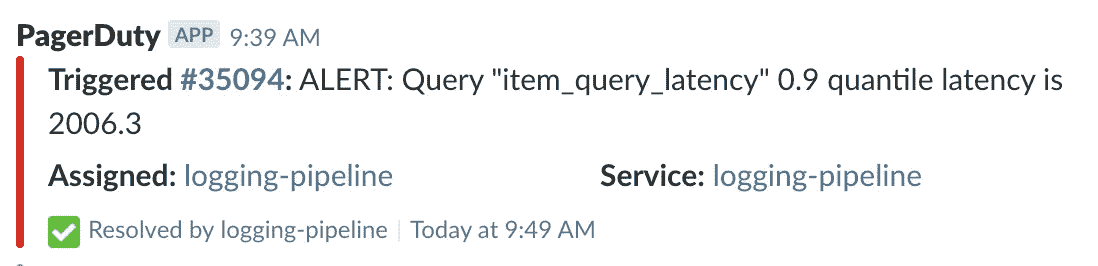 PagerDuty APP 9:39 AM
Triggered #35094: ALERT: Query "item_query_latency" 0.9 quantile latency is
2006.3
Assigned: logging-pipeline Service: logging-pipeline
Resolved by logging-pipeline | Today at 9:49 AM